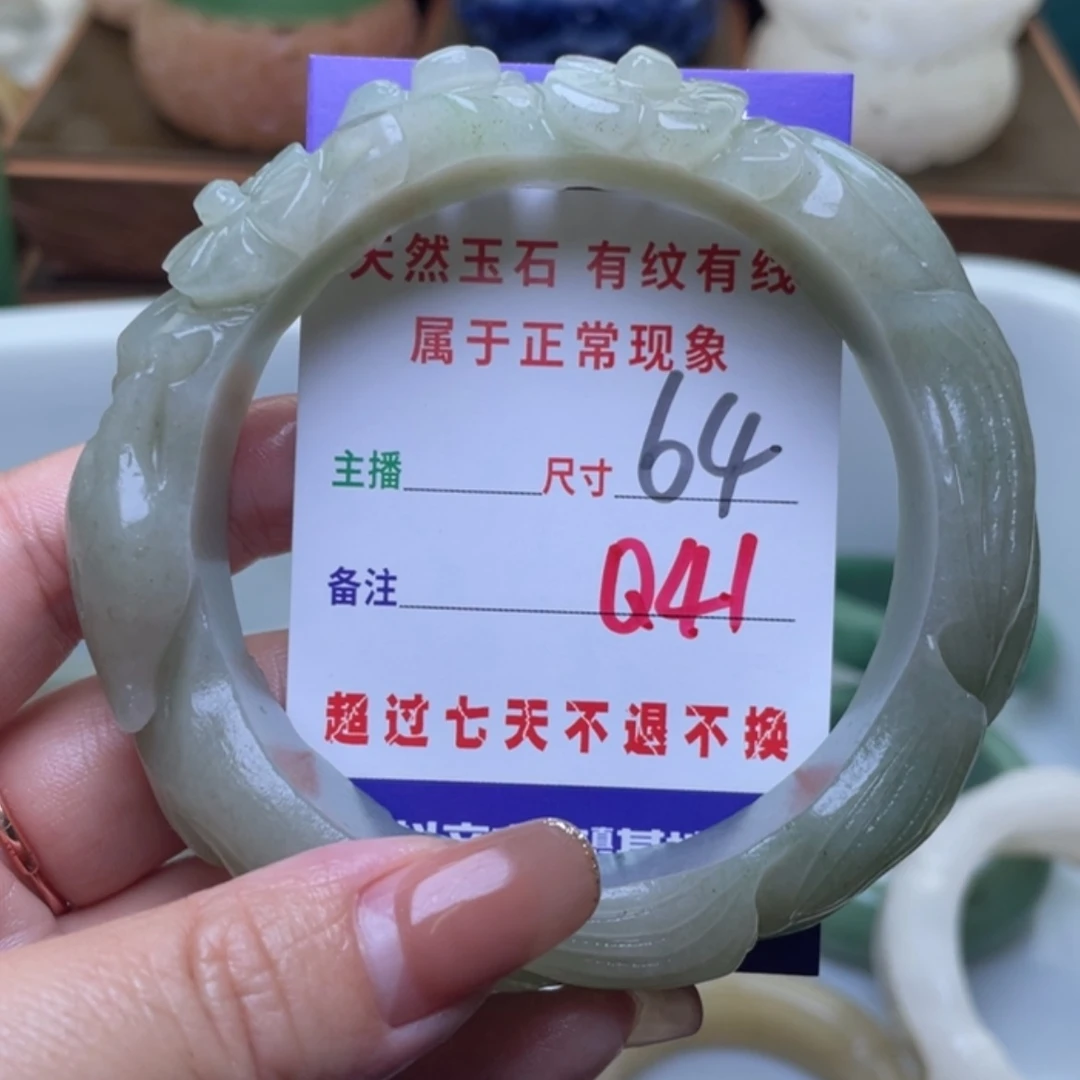 天然玉石 有纹有线
属于正常现象
主播 尺寸 64
备注 Q41
超过七天不退不换